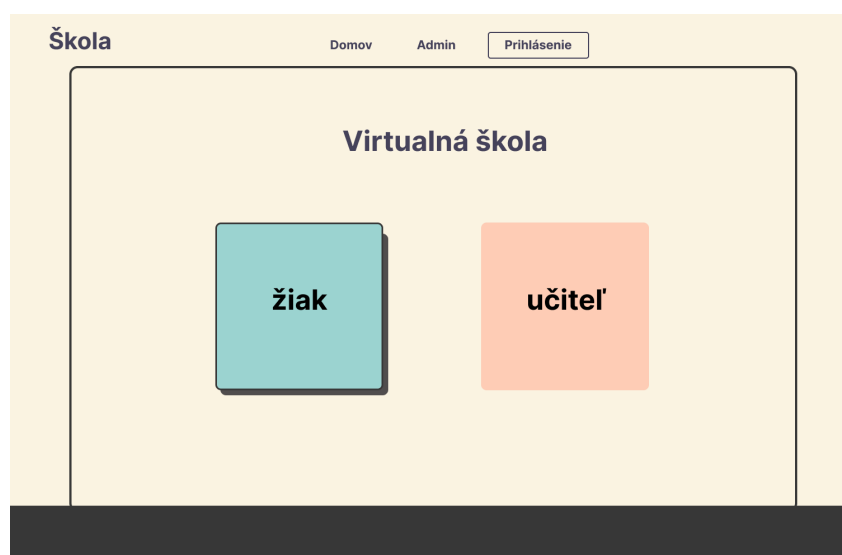 Škola
Domov Admin Prihlásenie
Virtualná škola
žiak učiteľ